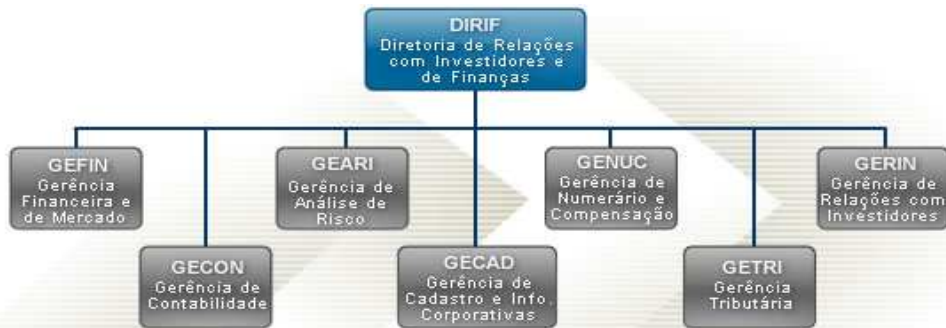 DIRIF
Diretoria de Relações
com Investidores e
de Finanças
GEFIN
Gerência
Financeira e
de Mercado
GEARI
Gerência de
Análise de
Risco
GENUC
Gerência de
Numerário e
Compensação
GERIN
Gerência de
Relações com
Investidores
GECON
Gerência de
Contabilidade
GECAD
Gerência de
Cadastro e Info.
Corporativas
GETRI
Gerência
Tributária